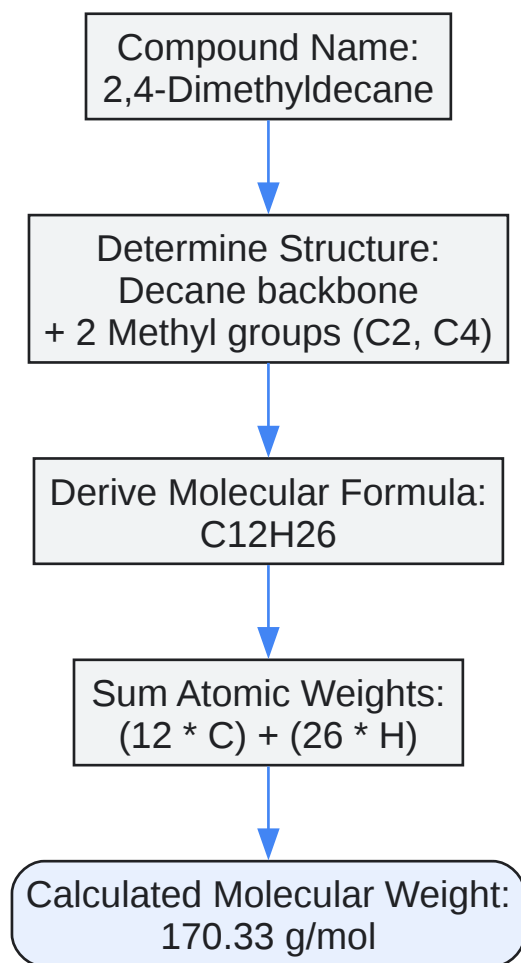 Compound Name:
2,4-Dimethyldecane
Determine Structure:
Decane backbone
+ 2 Methyl groups (C2, C4)
Derive Molecular Formula:
C12H26
Sum Atomic Weights:
(12 * C) + (26 * H)
Calculated Molecular Weight:
170.33 g/mol